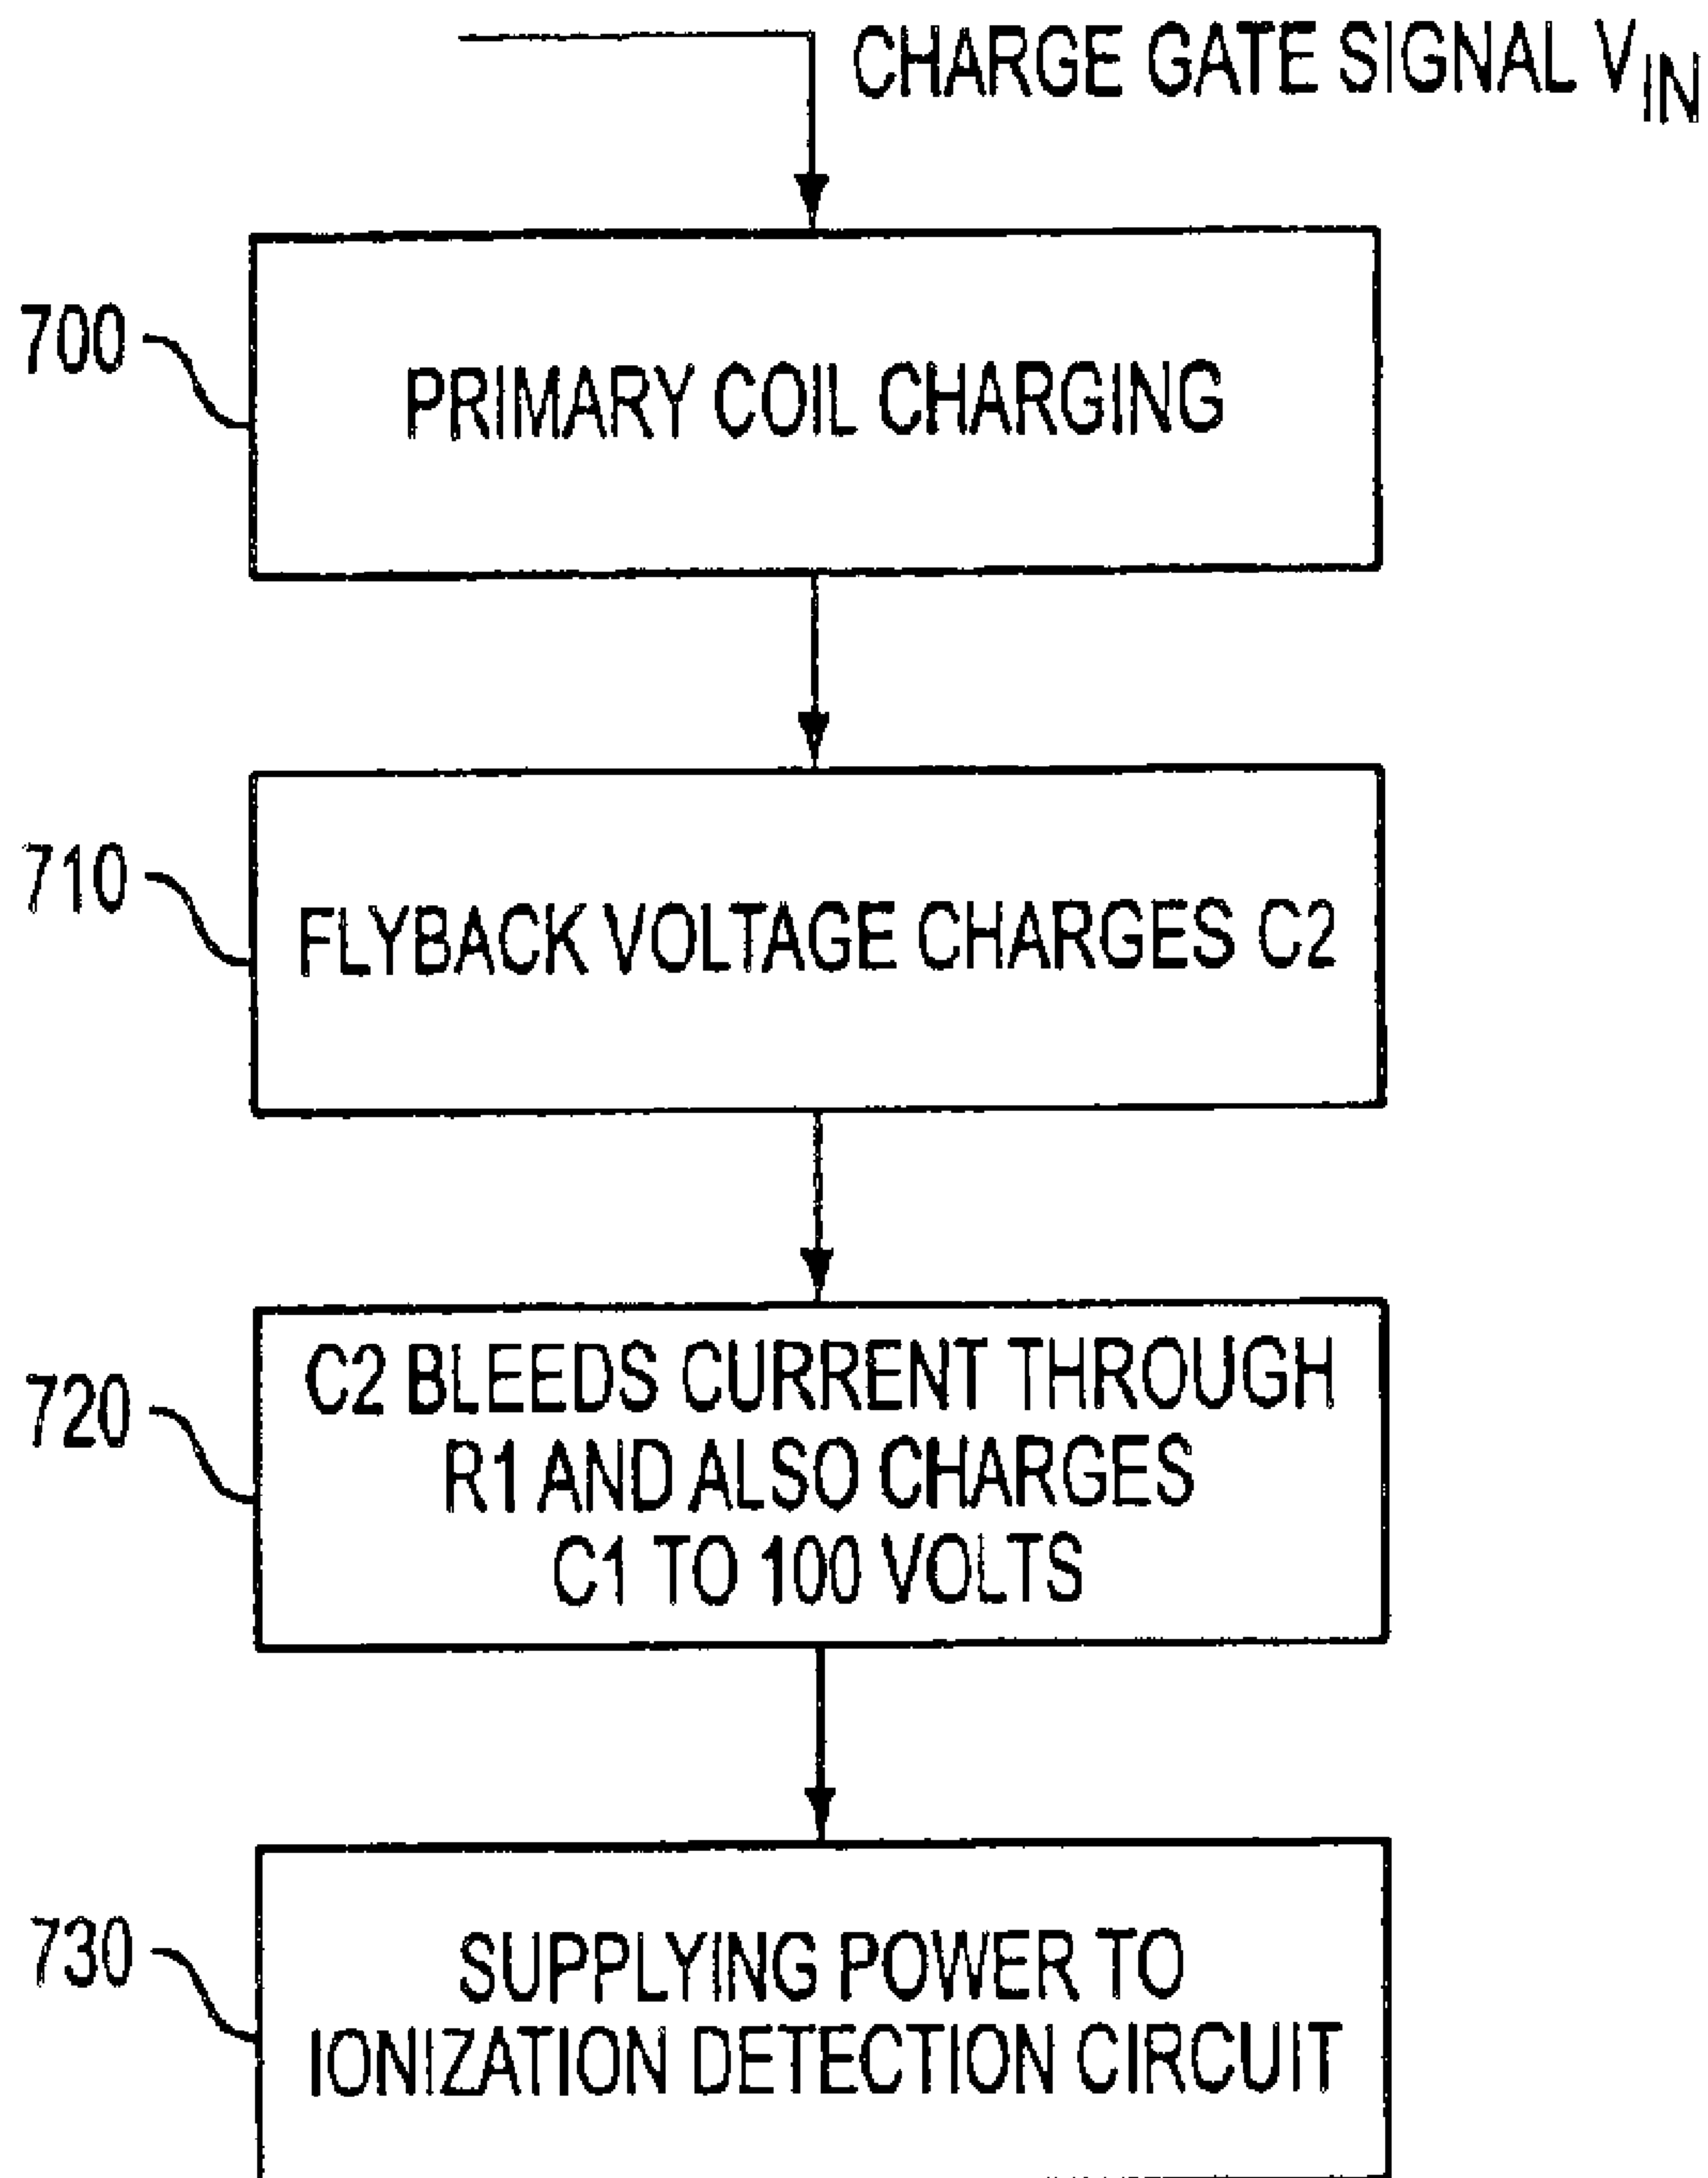 CHARGE GATE SIGNAL VIN
700
PRIMARY COIL CHARGING
710
FLYBACK VOLTAGE CHARGES C2
720
C2 BLEEDS CURRENT THROUGH
R1 AND ALSO CHARGES
C1 TO 100 VOLTS
730
SUPPLYING POWER TO
IONIZATION DETECTION CIRCUIT